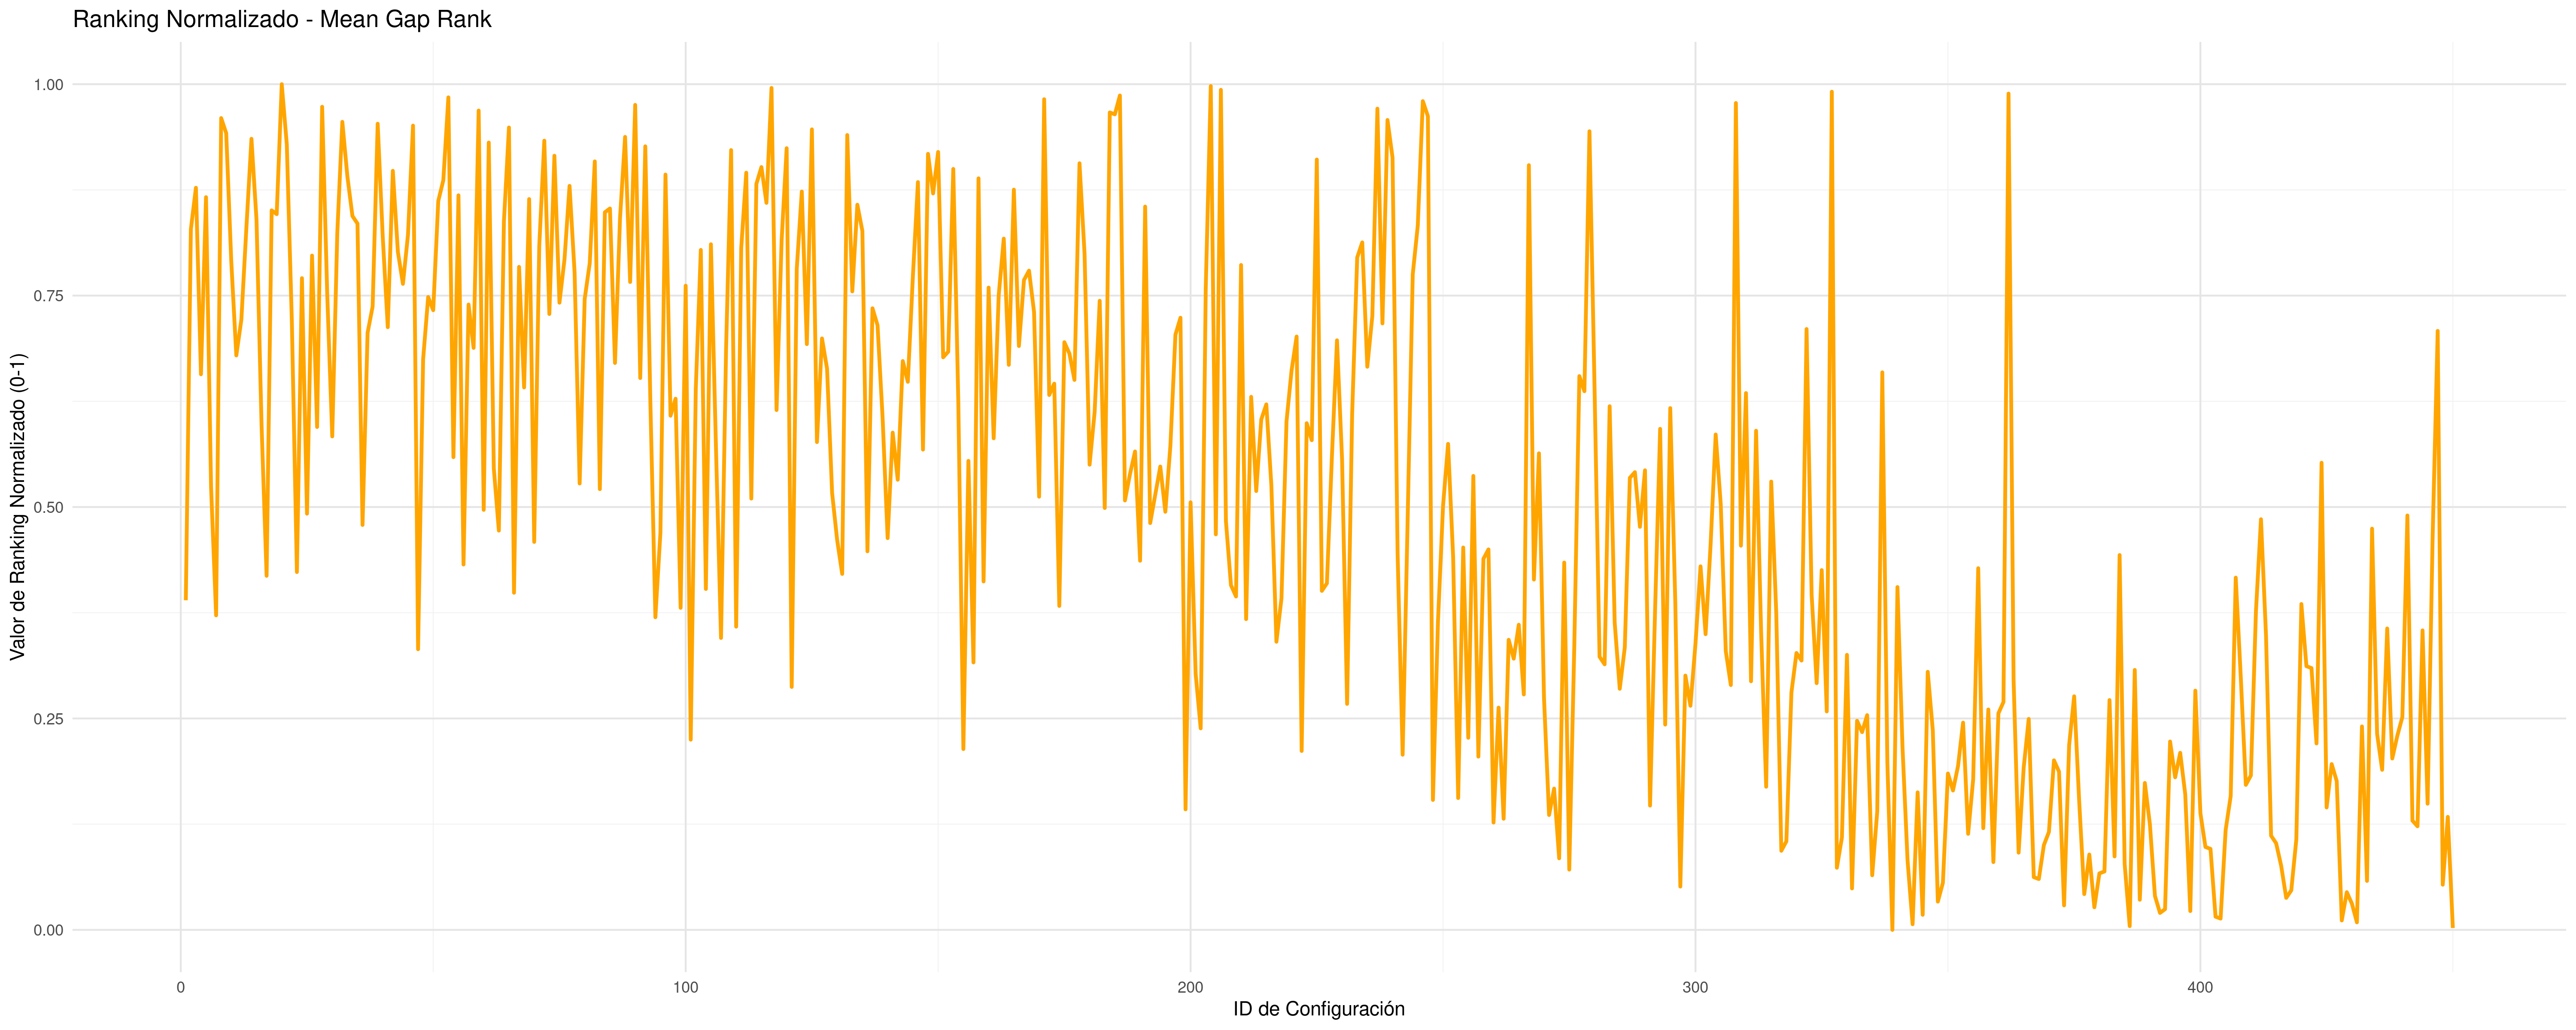 Ranking Normalizado - Mean Gap Rank
Valor de Ranking Normalizado (0-1)
1.00
0.75
0.50
0.25
0.00
0 100 200 300 400
ID de Configuración